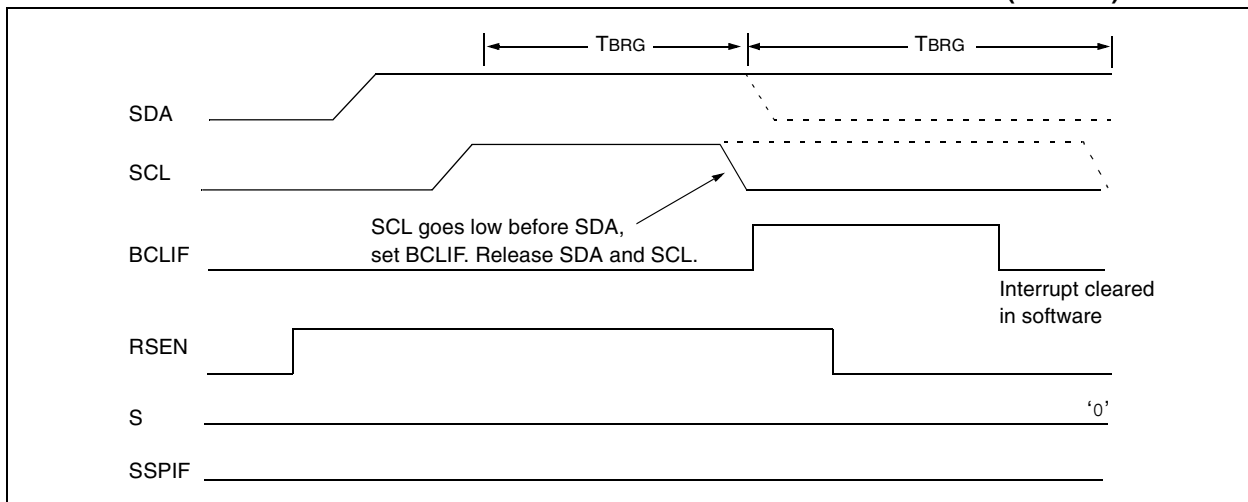 TBRG TBRG
SDA
SCL
SCL goes low before SDA,
set BCLIF. Release SDA and SCL.
BCLIF
Interrupt cleared
in software
RSEN
S ‘0’
SSPIF